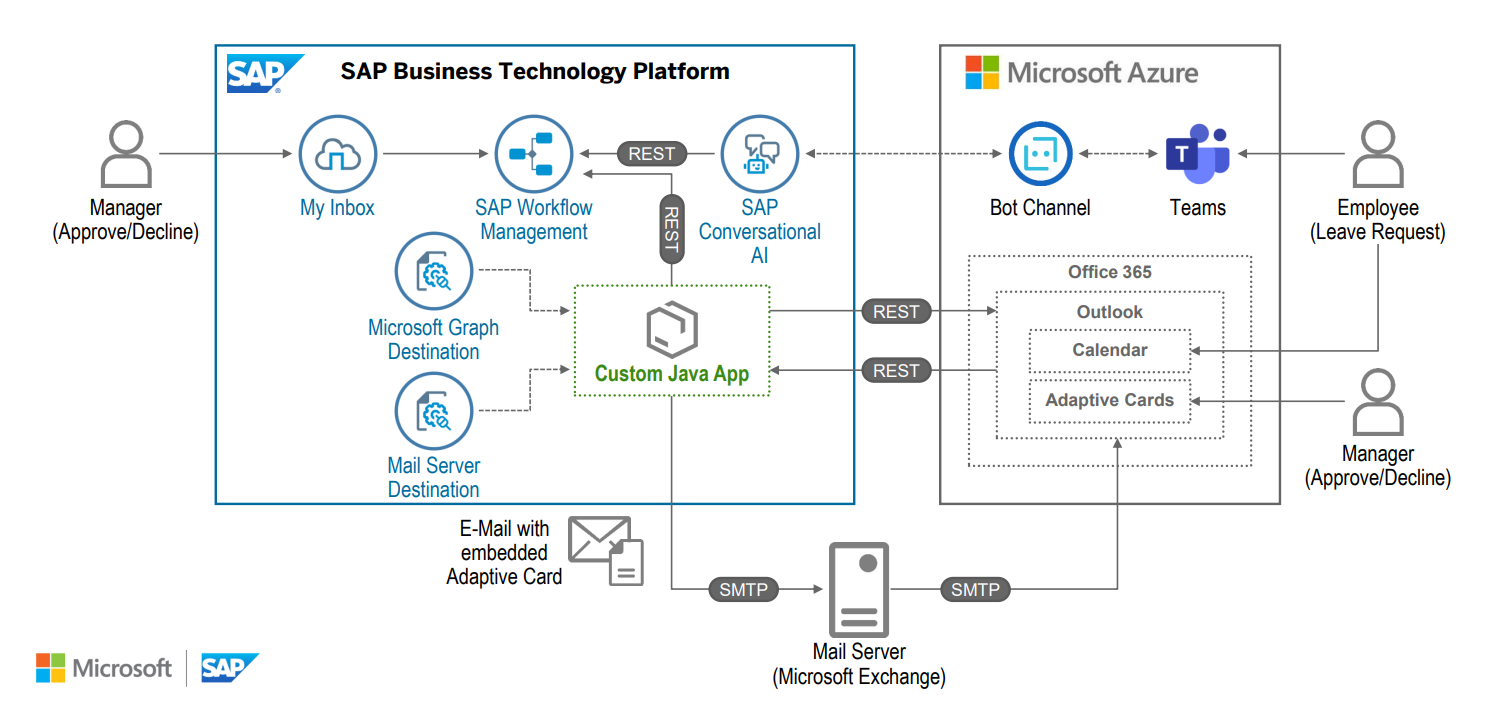 SAP
SAP Business Technology Platform
Microsoft Azure
REST
Manager
(Approve/Decline)
My Inbox
SAP Workflow
Management
REST
SAP
Conversational
AI
Bot Channel
Teams
Employee
(Leave Request)
Microsoft Graph
Destination
Custom Java App
REST
REST
Office 365
Outlook
Calendar
Adaptive Cards
Mail Server
Destination
Manager
(Approve/Decline)
E-Mail with
embedded
Adaptive Card
SMTP
SMTP
Mail Server
(Microsoft Exchange)
Microsoft
SAP